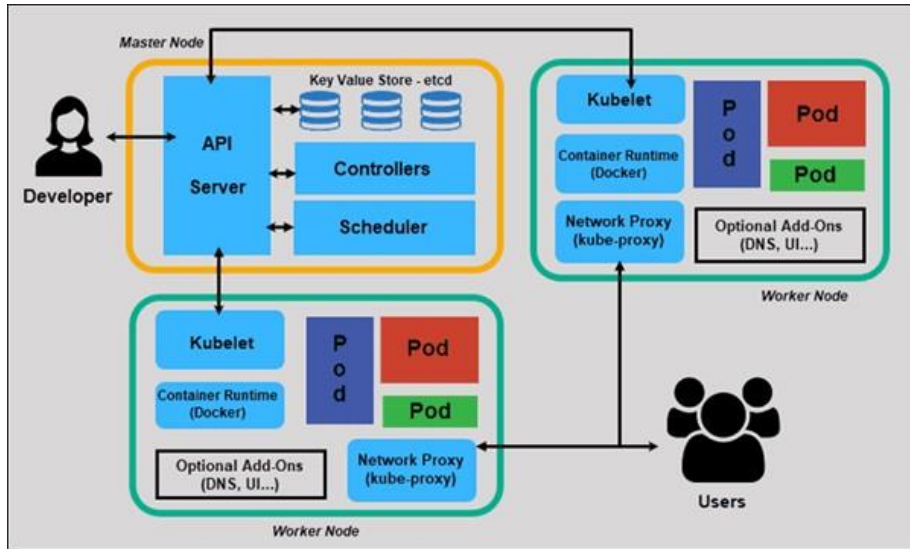 Master Node
Key Value Store - etcd
API
Server
Controllers
Scheduler
Developer
Kubelet
Container Runtime
(Docker)
Network Proxy
(kube-proxy)
P
o
d
Pod
Pod
Optional Add-Ons
(DNS, UI...)
Worker Node
Kubelet
Container Runtime
(Docker)
P
o
d
Pod
Pod
Optional Add-Ons
(DNS, UI...)
Network Proxy
(kube-proxy)
Worker Node
Users